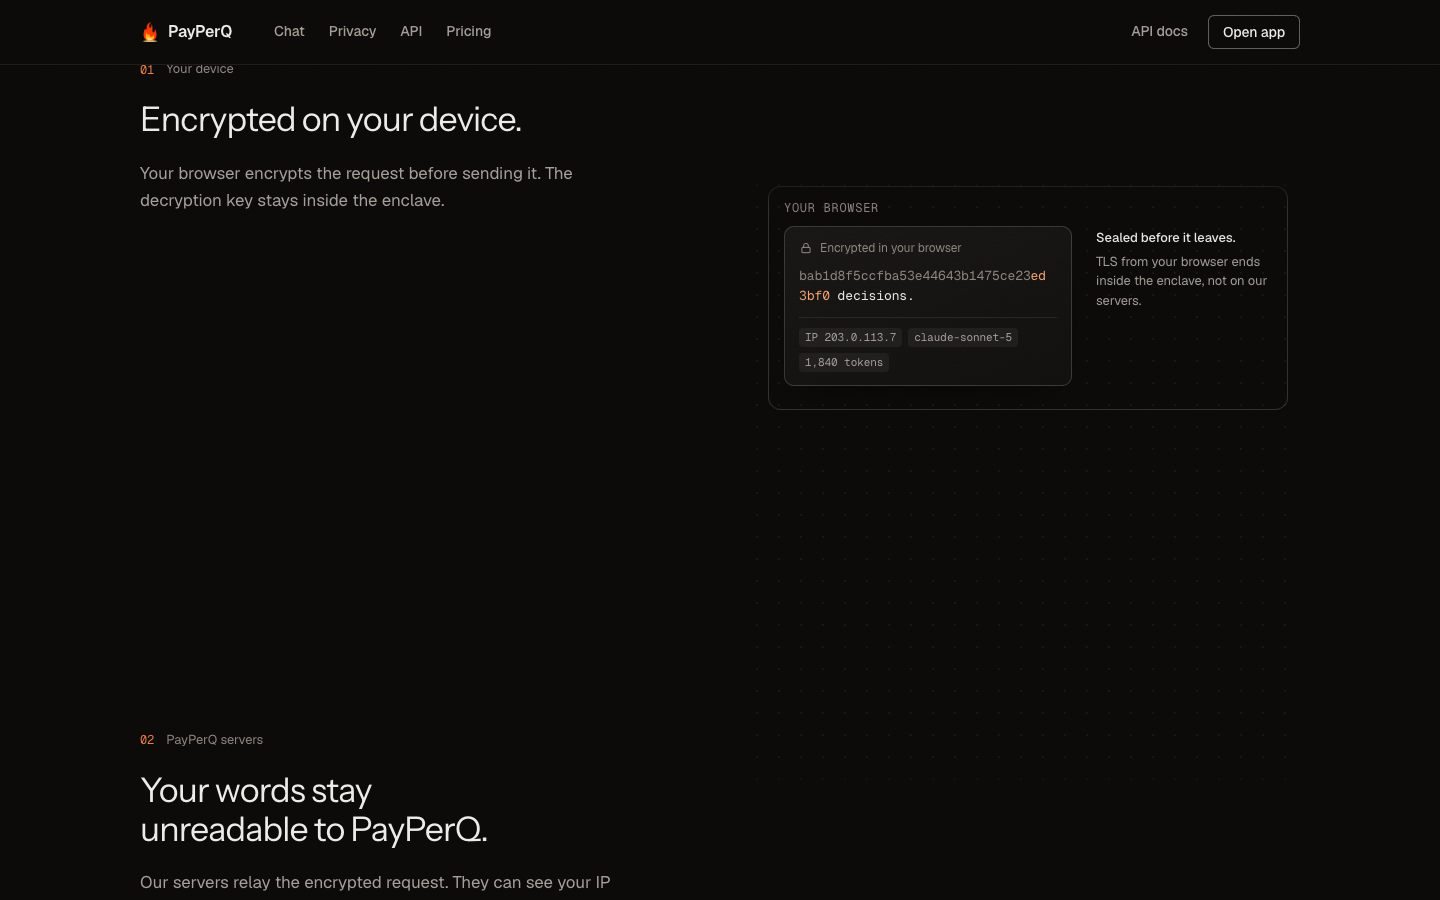 PayPerQ
Chat
Privacy
API
Pricing
API docs
Open app
01 Your device
Encrypted on your device.
Your browser encrypts the request before sending it. The
decryption key stays inside the enclave.
YOUR BROWSER
Encrypted in your browser
bab1d8f5ccfba53e44643b1475ce23ed
3bf0 decisions.
IP 203.0.113.7
claude-sonnet-5
1,840 tokens
Sealed before it leaves.
TLS from your browser ends
inside the enclave, not on our
servers.
02 PayPerQ servers
Your words stay
unreadable to PayPerQ.
Our servers relay the encrypted request. They can see your IP